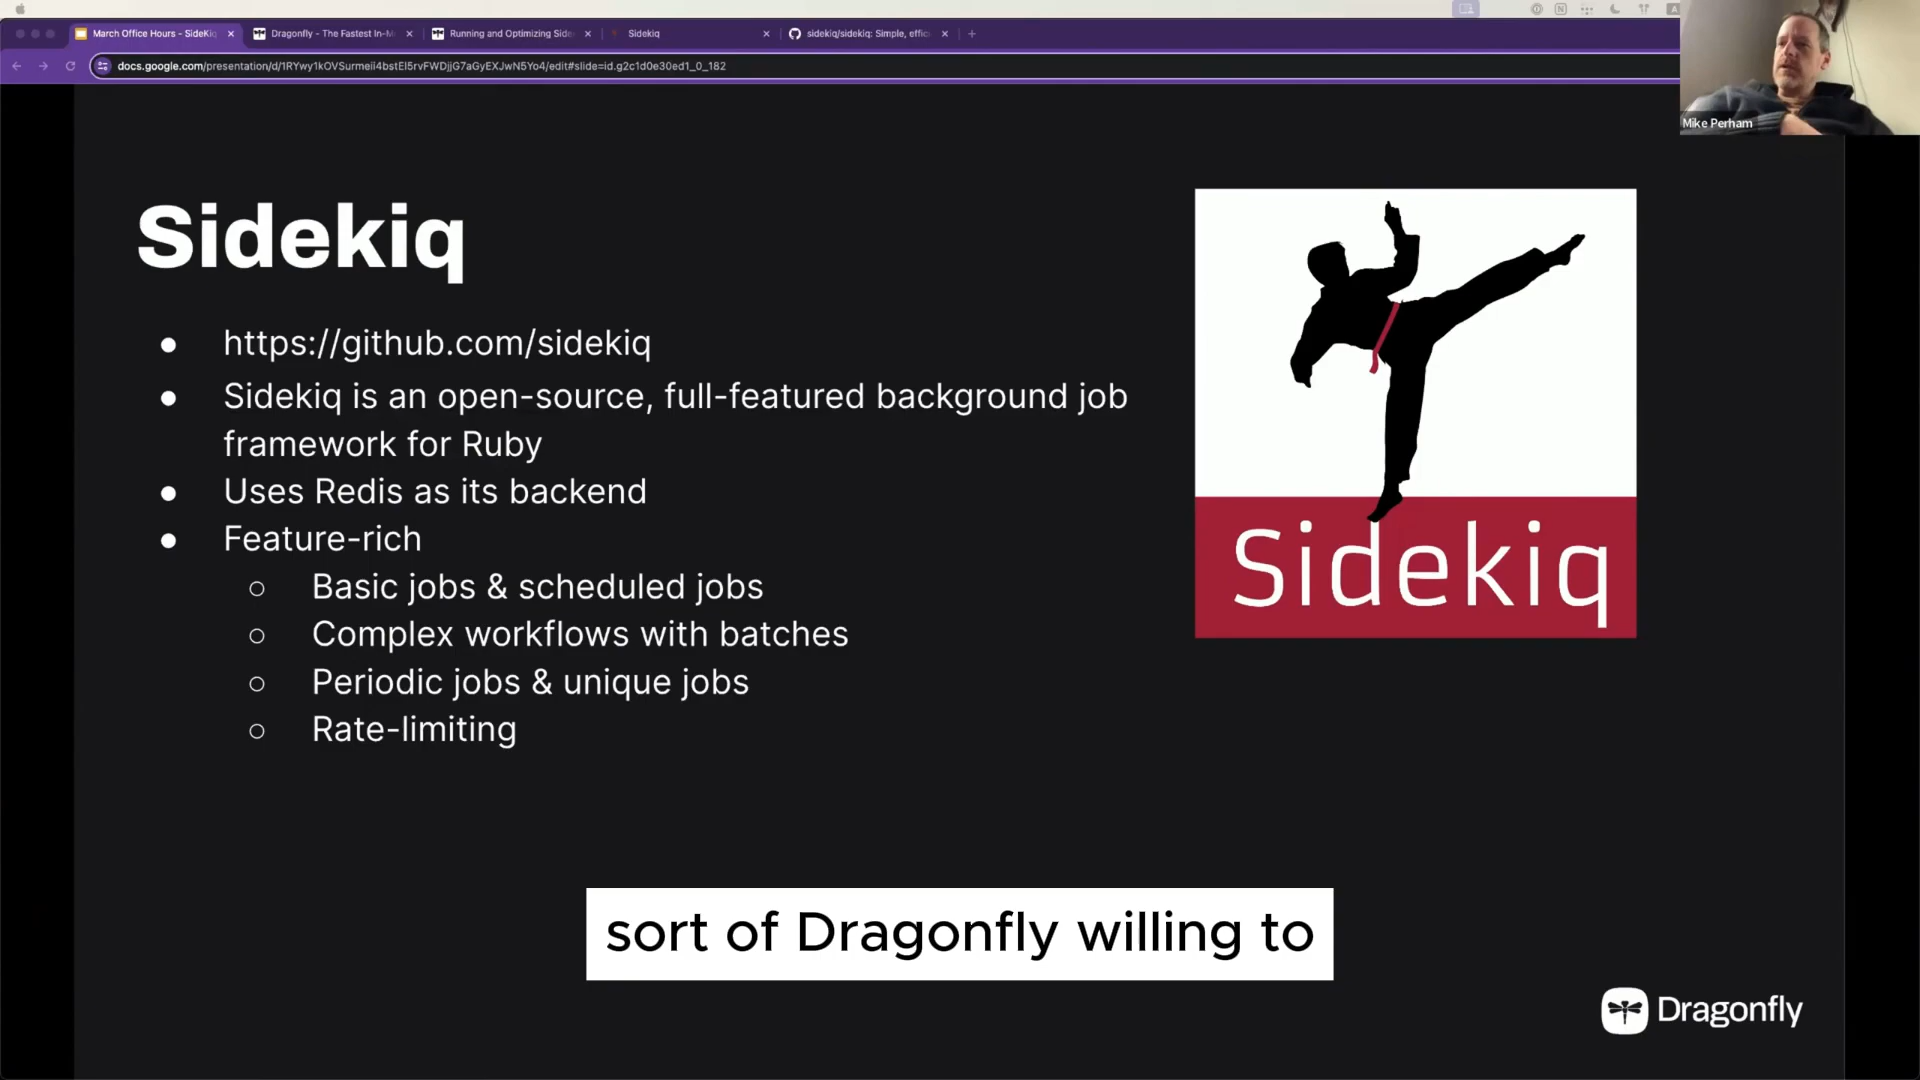 March Office Hours - SideKi
Dragonfly - The Fastest In-M
Running and Optimizing Side
Sidekiq
sidekiq/sidekiq: Simple, effic
docs.google.com/presentation/d/1RYwy1kOVSurmeii4bstEI5rvFWDjjG7aGyEXJwN5Yo4/edit#slide=id.g2c1d0e30ed1_0_182
Mike Perham
Sidekiq
● https://github.com/sidekiq
● Sidekiq is an open-source, full-featured background job
framework for Ruby
● Uses Redis as its backend
● Feature-rich
○ Basic jobs & scheduled jobs
○ Complex workflows with batches
○ Periodic jobs & unique jobs
○ Rate-limiting
Sidekiq
sort of Dragonfly willing to
Dragonfly